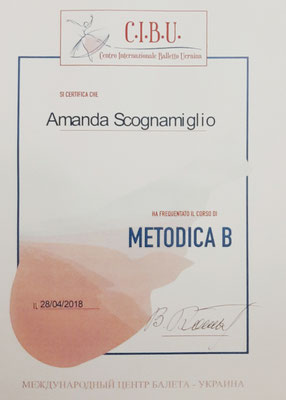 C.I.B.U.
Centro Internazionale Balletto Ucraina
SI CERTIFICA CHE
Amanda Scognamiglio
HA FREQUENTATO IL CORSO DI
METODICA B
IL 28/04/2018
МЕЖДУНАРОДНЫЙ ЦЕНТР БАЛЕТА - УКРАИНА